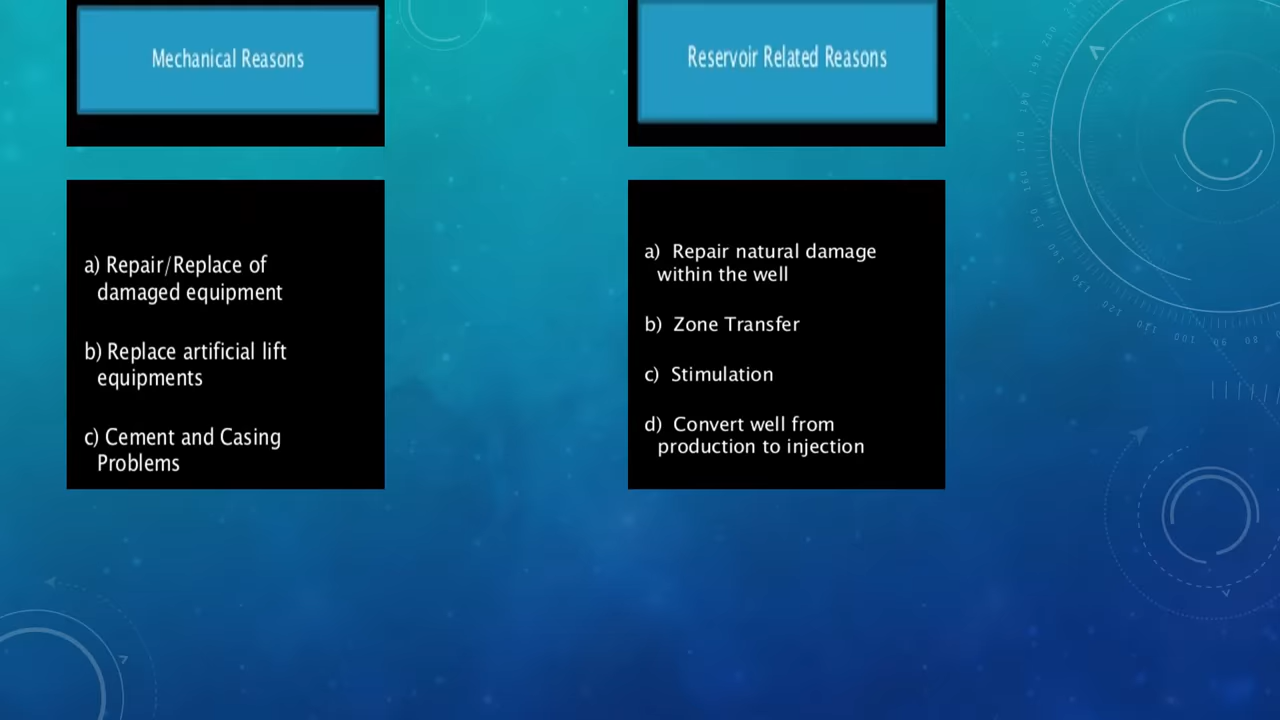 Mechanical Reasons
Reservoir Related Reasons
a) Repair/Replace of
damaged equipment
b) Replace artificial lift
equipments
c) Cement and Casing
Problems
a) Repair natural damage
within the well
b) Zone Transfer
c) Stimulation
d) Convert well from
production to injection